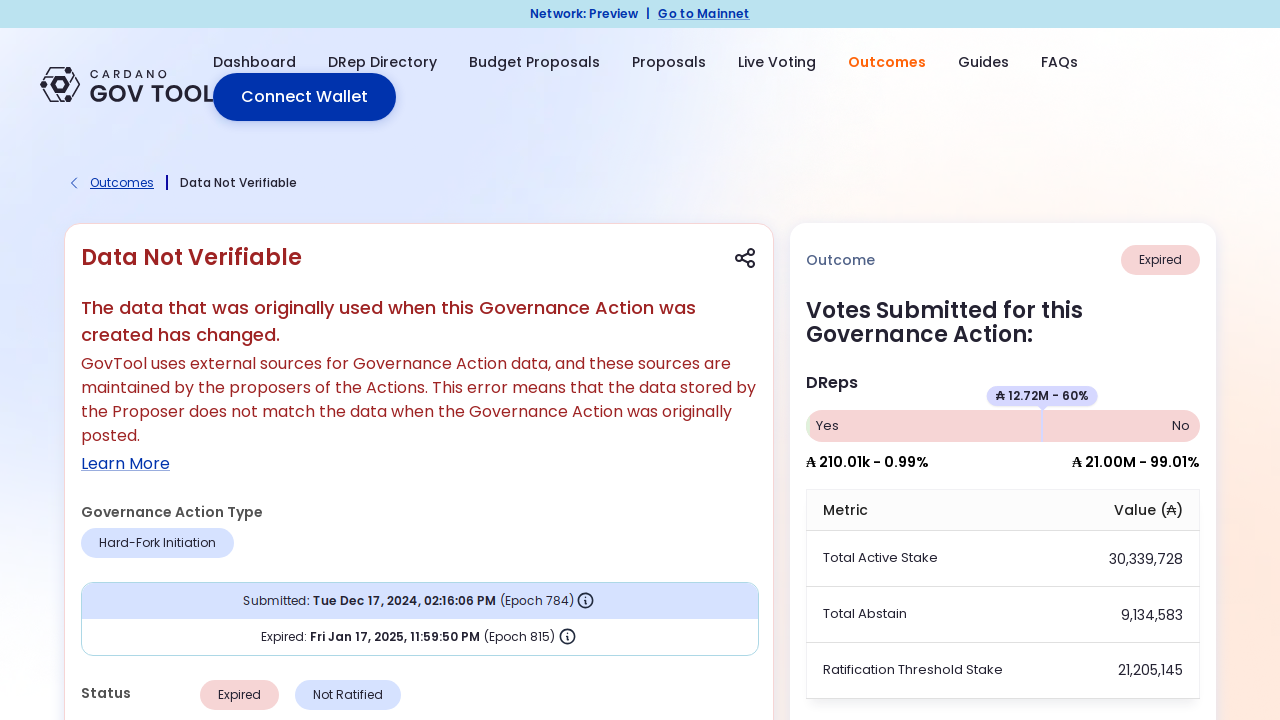 Network: Preview | Go to Mainnet
CARDANO
GOV TOOL
Dashboard DRep Directory Budget Proposals Proposals Live Voting Outcomes Guides FAQs
Connect Wallet
Outcomes | Data Not Verifiable
Data Not Verifiable
The data that was originally used when this Governance Action was
created has changed.
GovTool uses external sources for Governance Action data, and these sources are
maintained by the proposers of the Actions. This error means that the data stored by
the Proposer does not match the data when the Governance Action was originally
posted.
Learn More
Governance Action Type
Hard-Fork Initiation
Submitted: Tue Dec 17, 2024, 02:16:06 PM (Epoch 784)
Expired: Fri Jan 17, 2025, 11:59:50 PM (Epoch 815)
Status Expired Not Ratified
Outcome Expired
Votes Submitted for this
Governance Action:
DReps
₳ 12.72M - 60%
Yes No
₳ 210.01k - 0.99% ₳ 21.00M - 99.01%
Metric Value (₳)
Total Active Stake 30,339,728
Total Abstain 9,134,583
Ratification Threshold Stake 21,205,145